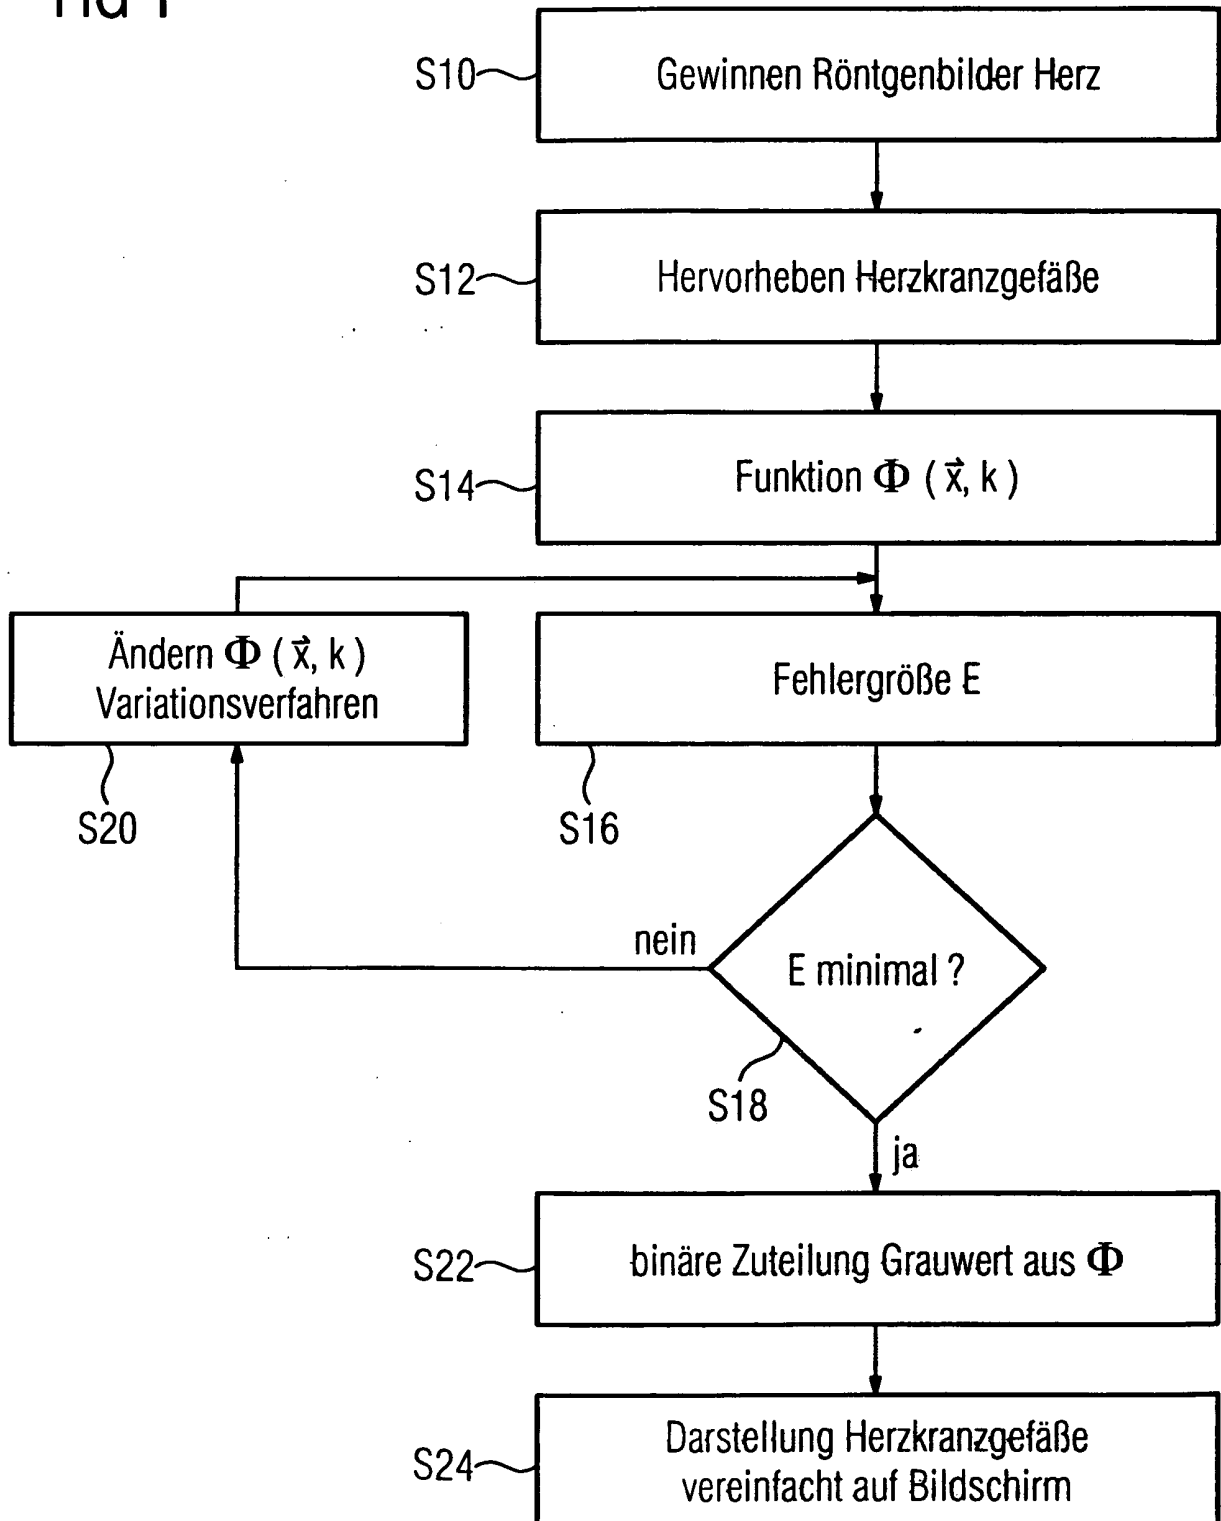 S10
Gewinnen Röntgenbilder Herz
S12
Hervorheben Herzkranzgefäße
S14
Funktion Φ ( x⃗, k )
Ändern Φ ( x⃗, k )
Variationsverfahren
S20
Fehlergröße E
S16
nein
E minimal ?
S18
ja
S22
binäre Zuteilung Grauwert aus Φ
S24
Darstellung Herzkranzgefäße
vereinfacht auf Bildschirm